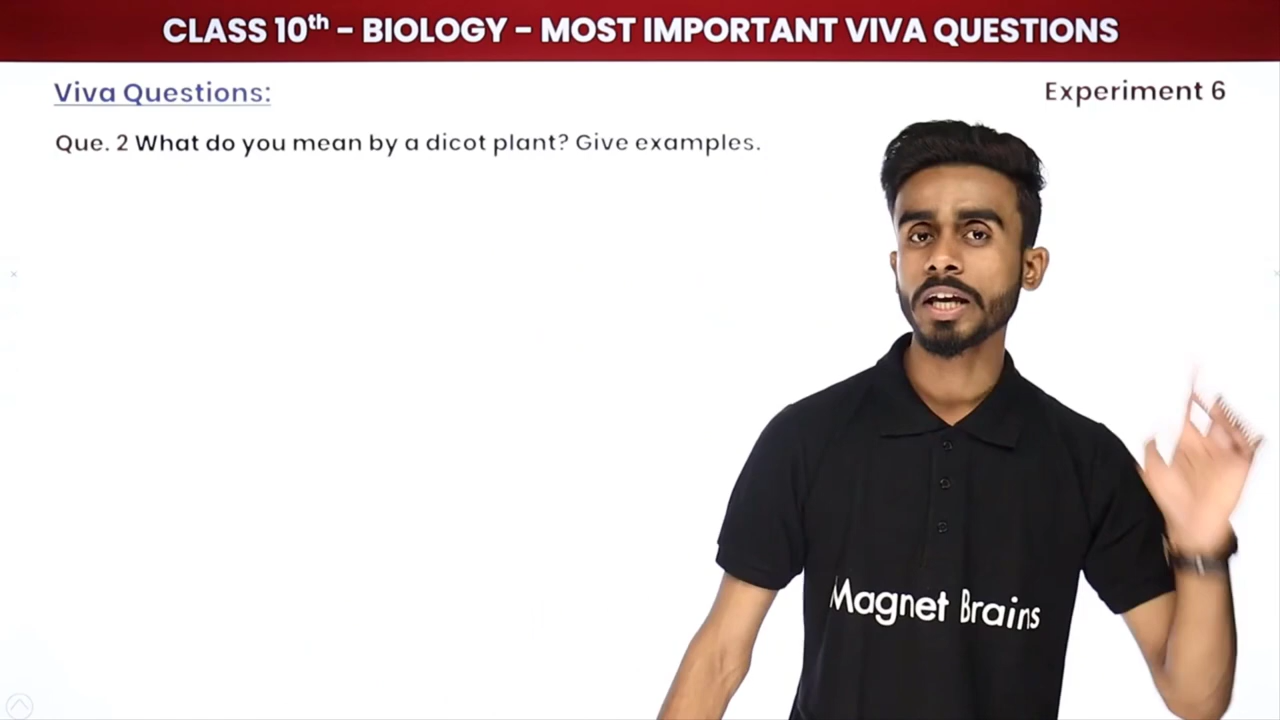 CLASS 10th - BIOLOGY - MOST IMPORTANT VIVA QUESTIONS
Viva Questions:
Experiment 6
Que. 2 What do you mean by a dicot plant? Give examples.
Magnet Brains